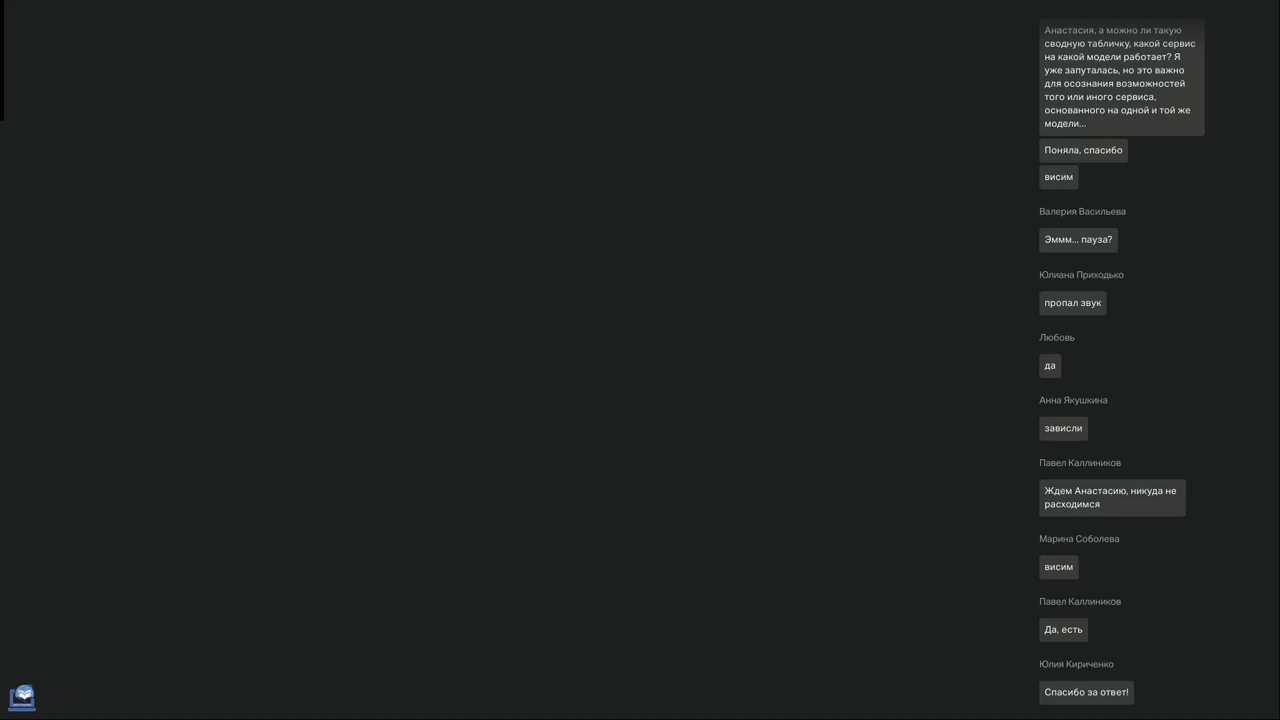 Анастасия, а можно ли такую
сводную табличку, какой сервис
на какой модели работает? Я
уже запуталась, но это важно
для осознания возможностей
того или иного сервиса,
основанного на одной и той же
модели...
Поняла, спасибо
висим
Валерия Васильева
Эммм... пауза?
Юлиана Приходько
пропал звук
Любовь
да
Анна Якушкина
зависли
Павел Каллиников
Ждем Анастасию, никуда не
расходимся
Марина Соболева
висим
Павел Каллиников
Да, есть
Юлия Кириченко
Спасибо за ответ!